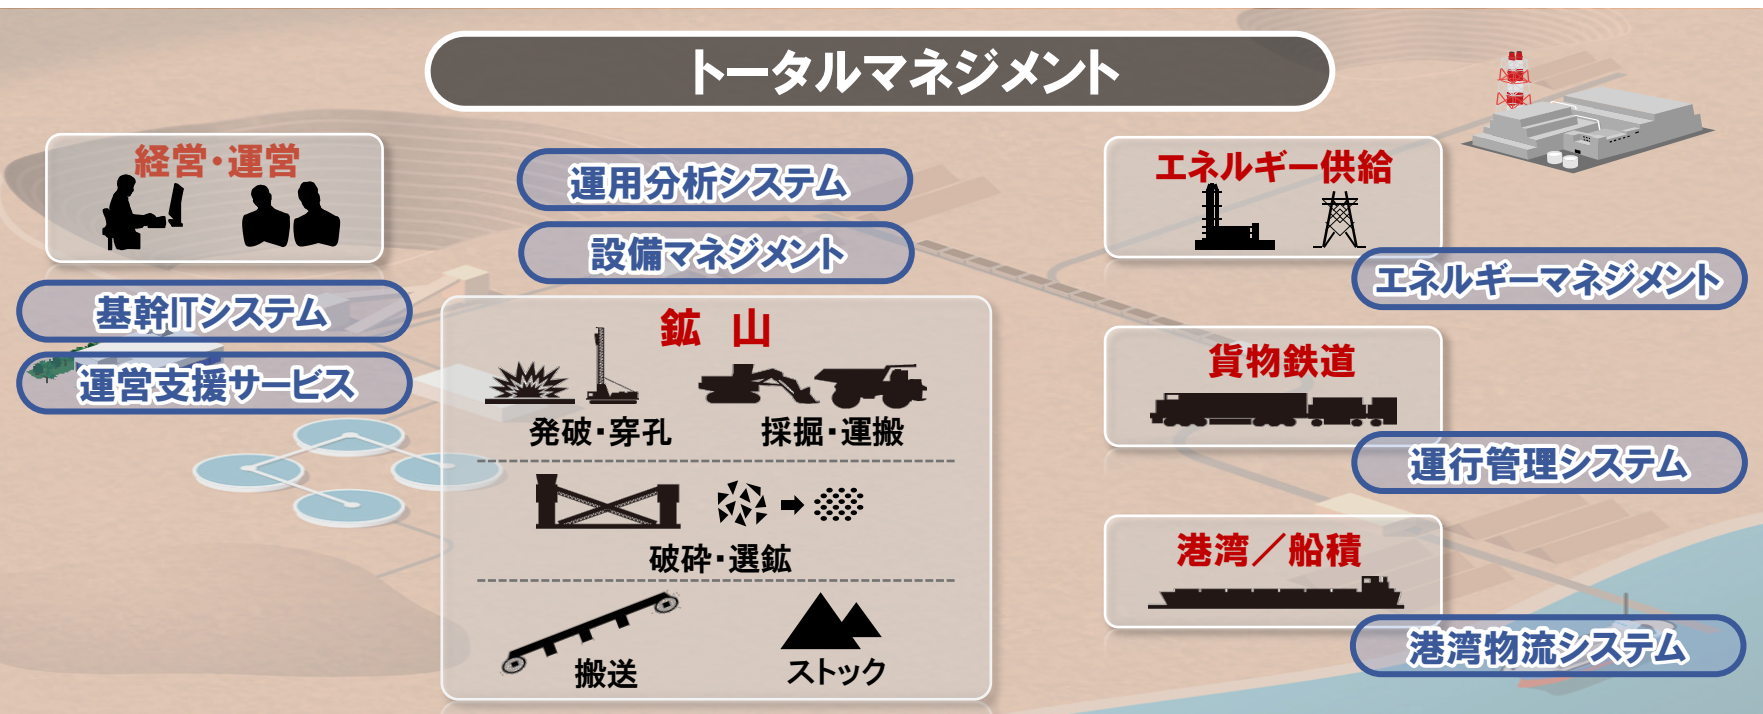 トータルマネジメント
経営・運営
基幹ITシステム
運営支援サービス
運用分析システム
設備マネジメント
鉱 山
発破・穿孔
採掘・運搬
破砕・選鉱
搬送
ストック
エネルギー供給
エネルギーマネジメント
貨物鉄道
運行管理システム
港湾／船積
港湾物流システム